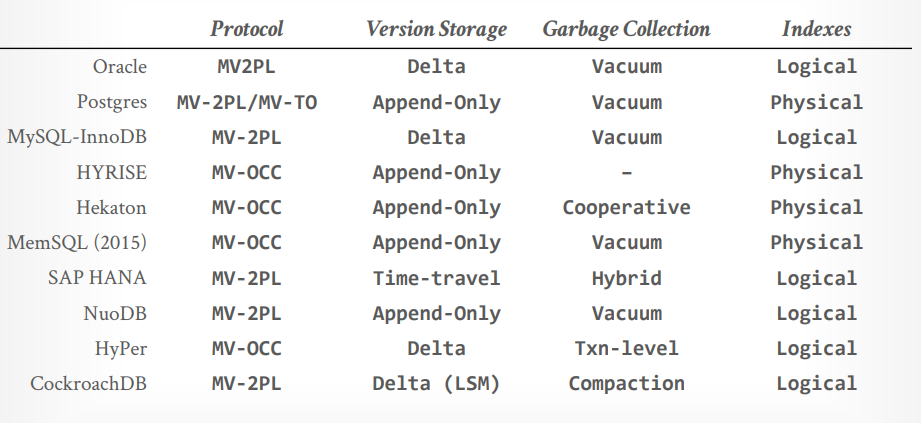 Protocol Version Storage Garbage Collection Indexes
Oracle MV2PL Delta Vacuum Logical
Postgres MV-2PL/MV-TO Append-Only Vacuum Physical
MySQL-InnoDB MV-2PL Delta Vacuum Logical
HYRISE MV-OCC Append-Only – Physical
Hekaton MV-OCC Append-Only Cooperative Physical
MemSQL (2015) MV-OCC Append-Only Vacuum Physical
SAP HANA MV-2PL Time-travel Hybrid Logical
NuoDB MV-2PL Append-Only Vacuum Logical
HyPer MV-OCC Delta Txn-level Logical
CockroachDB MV-2PL Delta (LSM) Compaction Logical